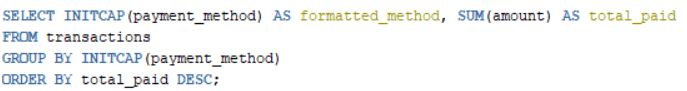 SELECT INITCAP(payment_method) AS formatted_method, SUM(amount) AS total_paid
FROM transactions
GROUP BY INITCAP(payment_method)
ORDER BY total_paid DESC;